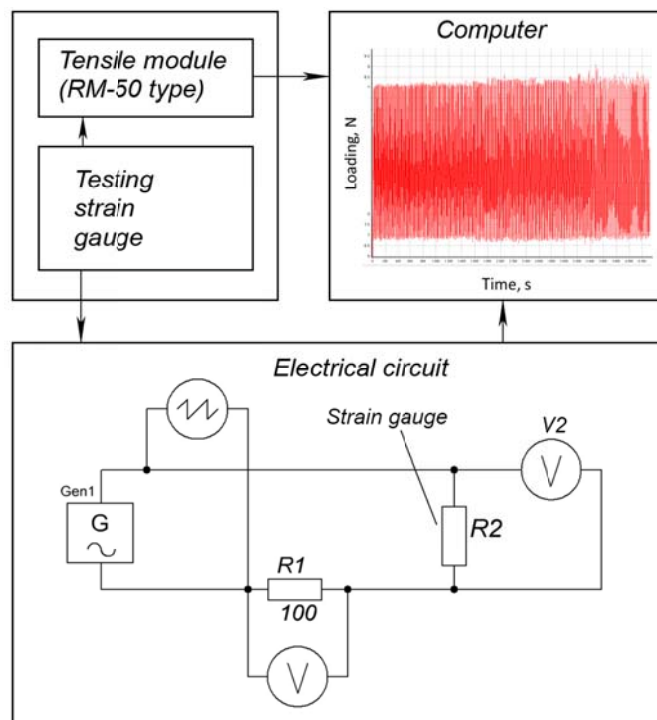 Tensile module
(RM-50 type)
Testing
strain
gauge
Computer
Loading, N
Time, s
Electrical circuit
Strain gauge
V2
V
Gen1
G
R2
R1
100
V